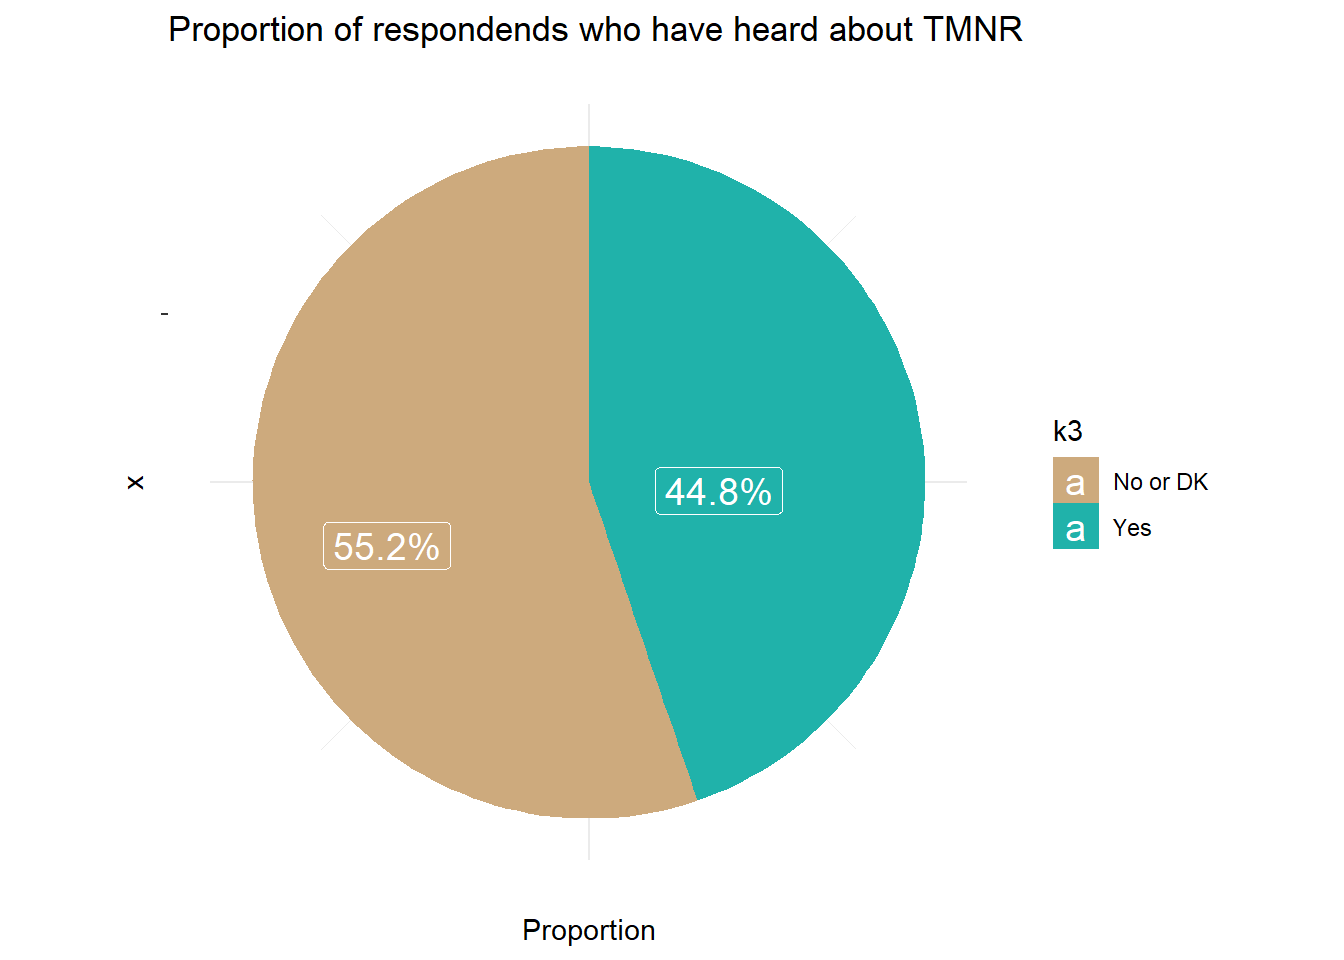 Proportion of respondends who have heard about TMNR
x
44.8%
55.2%
k3
a No or DK
a Yes
Proportion